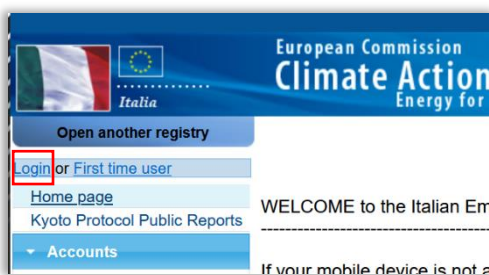 European Commission
Climate Action
Energy for
Italia
Open another registry
Login or First time user
Home page
Kyoto Protocol Public Reports
Accounts
WELCOME to the Italian Em
If your mobile device is not a